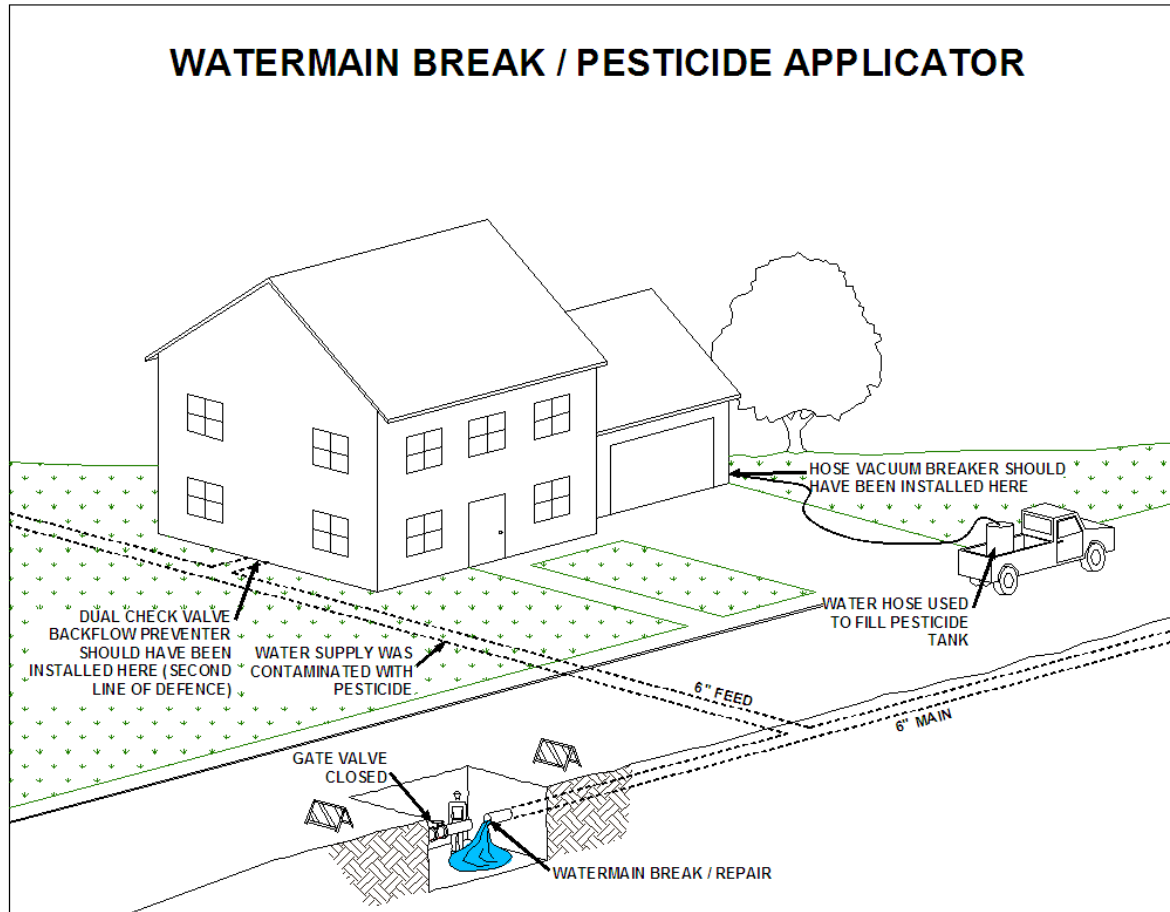 WATERMAIN BREAK / PESTICIDE APPLICATOR
HOSE VACUUM BREAKER SHOULD
HAVE BEEN INSTALLED HERE
WATER HOSE USED
TO FILL PESTICIDE
TANK
DUAL CHECK VALVE
BACKFLOW PREVENTER
SHOULD HAVE BEEN
INSTALLED HERE (SECOND
LINE OF DEFENCE)
WATER SUPPLY WAS
CONTAMINATED WITH
PESTICIDE
6" FEED
6" MAIN
GATE VALVE
CLOSED
WATERMAIN BREAK / REPAIR